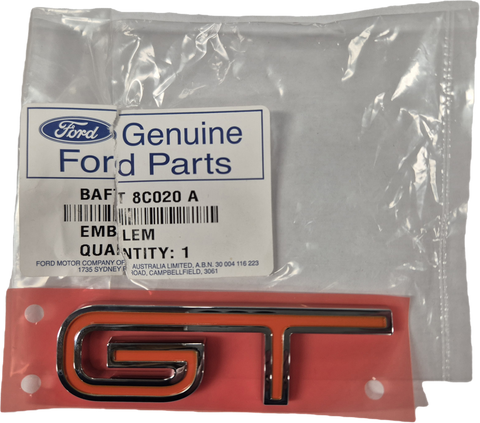 Ford
Genuine
Ford Parts
BAF T 8C020 A
EMBLEM
QUANTITY: 1
FORD MOTOR COMPANY OF AUSTRALIA LIMITED, A.B.N. 30 004 116 223
1735 SYDNEY ROAD, CAMPBELLFIELD, 3061
GT